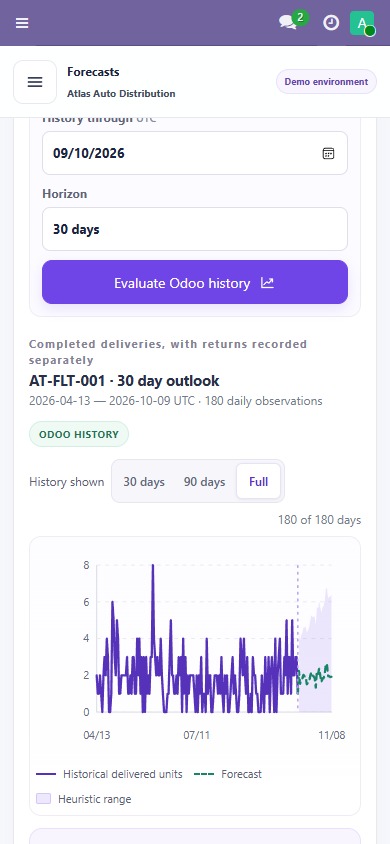 2
A
Forecasts
Atlas Auto Distribution
Demo environment
History through UTC
09/10/2026
Horizon
30 days
Evaluate Odoo history
Completed deliveries, with returns recorded
separately
AT-FLT-001 · 30 day outlook
2026-04-13 — 2026-10-09 UTC · 180 daily observations
ODOO HISTORY
History shown
30 days 90 days Full
180 of 180 days
8
6
4
2
0
04/13 07/11 11/08
Historical delivered units Forecast
Heuristic range